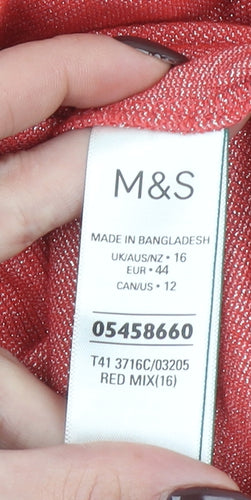 M&S
MADE IN BANGLADESH
UK/AUS/NZ • 16
EUR • 44
CAN/US • 12
05458660
T41 3716C/03205
RED MIX(16)